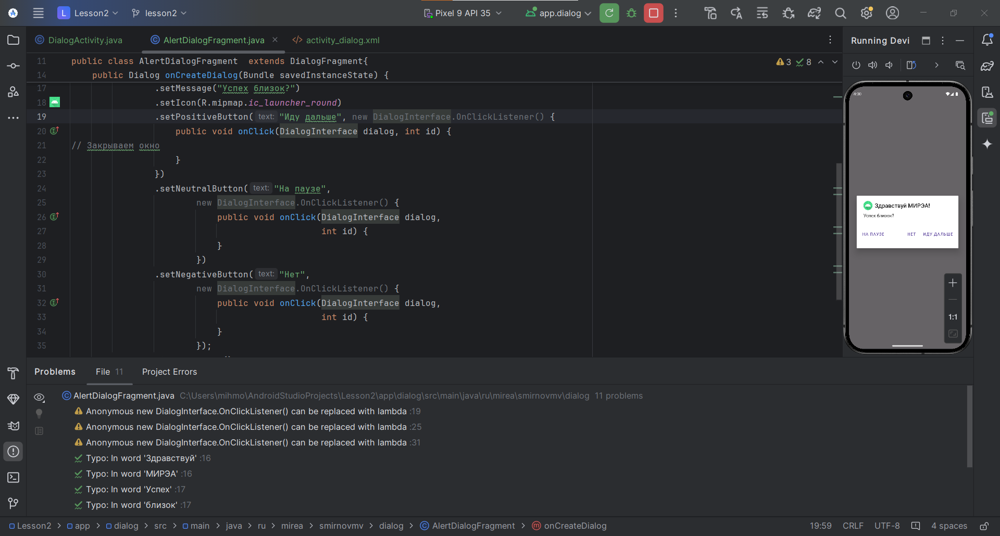 L Lesson2 lesson2 Pixel 9 API 35 app.dialog
DialogActivity.java AlertDialogFragment.java activity_dialog.xml
Running Devi
11 public class AlertDialogFragment extends DialogFragment{
3 8
14 public Dialog onCreateDialog(Bundle savedInstanceState) {
17 .setMessage("Успех близок?")
18 .setIcon(R.mipmap.ic_launcher_round)
19 .setPositiveButton( text: "Иду дальше", new DialogInterface.OnClickListener() {
20 public void onClick(DialogInterface dialog, int id) {
21 // Закрываем окно
22 }
23 })
24 .setNeutralButton( text: "На паузе",
25 new DialogInterface.OnClickListener() {
26 public void onClick(DialogInterface dialog,
27 int id) {
28 }
29 })
30 .setNegativeButton( text: "Нет",
31 new DialogInterface.OnClickListener() {
32 public void onClick(DialogInterface dialog,
33 int id) {
34 }
35 });
8:00
Здравствуй МИРЭА!
Успех близок?
НА ПАУЗЕ НЕТ ИДУ ДАЛЬШЕ
1:1
Problems File 11 Project Errors
AlertDialogFragment.java C:\Users\mihmo\AndroidStudioProjects\Lesson2\app\dialog\src\main\java\ru\mirea\smirnovmv\dialog 11 problems
Anonymous new DialogInterface.OnClickListener() can be replaced with lambda :19
Anonymous new DialogInterface.OnClickListener() can be replaced with lambda :25
Anonymous new DialogInterface.OnClickListener() can be replaced with lambda :31
Typo: In word 'Здравствуй' :16
Typo: In word 'МИРЭА' :16
Typo: In word 'Успех' :17
Typo: In word 'близок' :17
Lesson2 > app > dialog > src > main > java > ru > mirea > smirnovmv > dialog > AlertDialogFragment > onCreateDialog
19:59 CRLF UTF-8 4 spaces